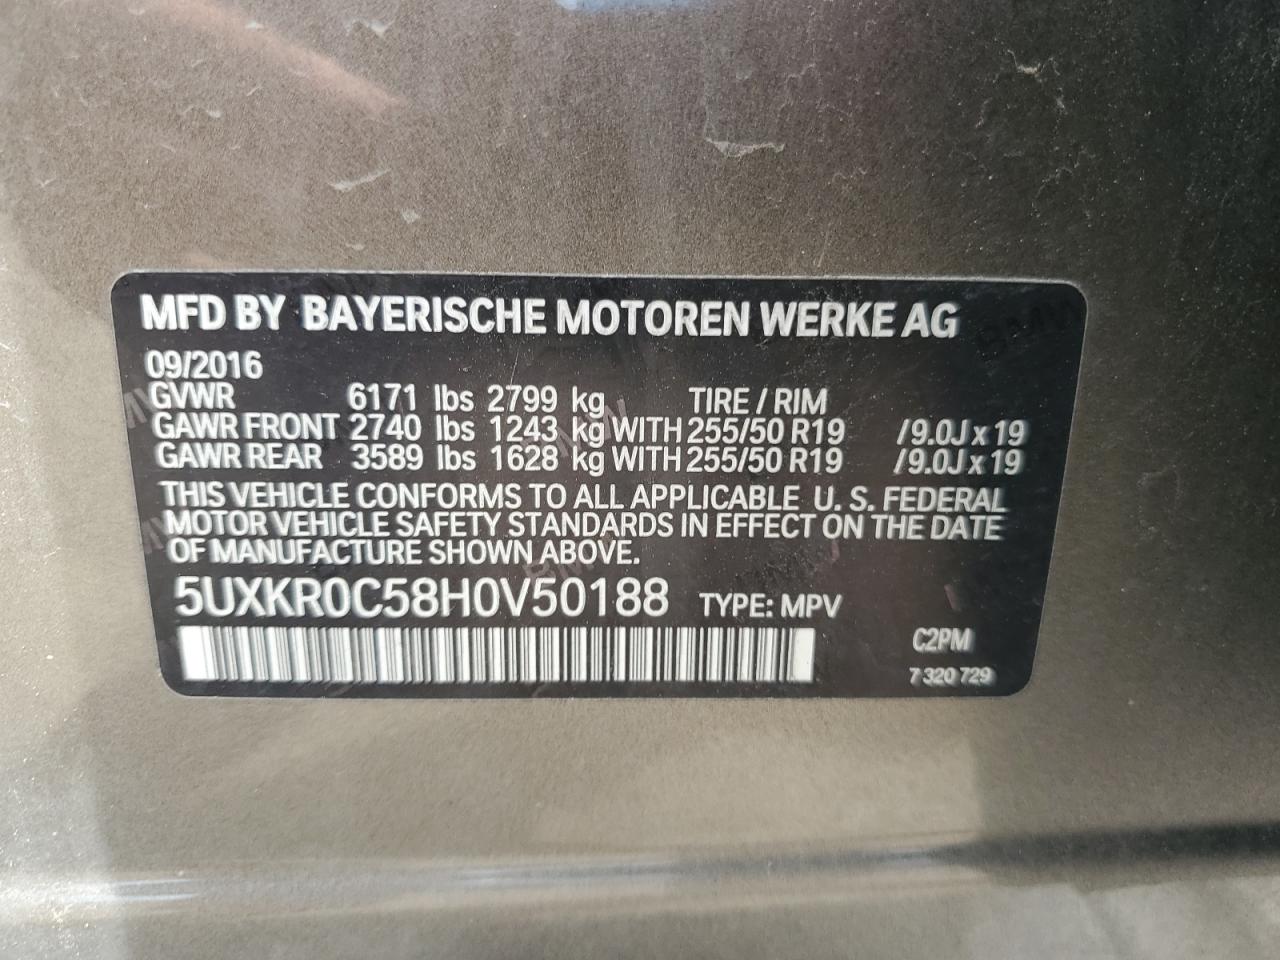 MFD BY BAYERISCHE MOTOREN WERKE AG
09/2016
GVWR 6171 lbs 2799 kg TIRE / RIM
GAWR FRONT 2740 lbs 1243 kg WITH 255/50 R19 /9.0J x 19
GAWR REAR 3589 lbs 1628 kg WITH 255/50 R19 /9.0J x 19
THIS VEHICLE CONFORMS TO ALL APPLICABLE U. S. FEDERAL
MOTOR VEHICLE SAFETY STANDARDS IN EFFECT ON THE DATE
OF MANUFACTURE SHOWN ABOVE.
5UXKR0C58H0V50188 TYPE: MPV
C2PM
7 320 729